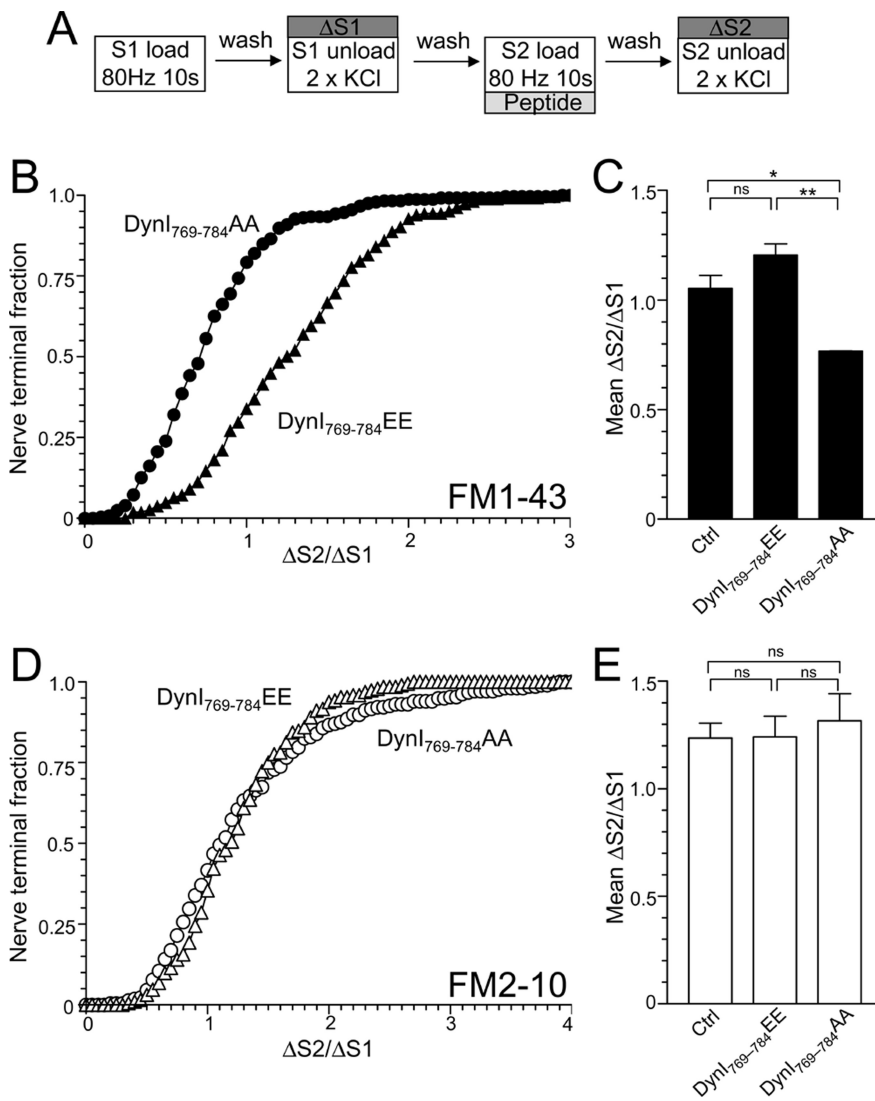 A
S1 load
80Hz 10s
wash
ΔS1
S1 unload
2 x KCl
wash
S2 load
80 Hz 10s
Peptide
wash
ΔS2
S2 unload
2 x KCl
B
Nerve terminal fraction
1.0
0.75
0.5
0.25
0
DynI769-784AA
DynI769-784EE
FM1-43
0 1 2 3
ΔS2/ΔS1
C
Mean ΔS2/ΔS1
1.5
1.0
0.5
0
*
ns **
Ctrl
DynI769–784EE
DynI769–784AA
D
Nerve terminal fraction
1.0
0.75
0.5
0.25
0
DynI769-784EE
DynI769-784AA
FM2-10
0 1 2 3 4
ΔS2/ΔS1
E
Mean ΔS2/ΔS1
1.5
1.0
0.5
0
ns
ns ns
Ctrl
DynI769–784EE
DynI769–784AA